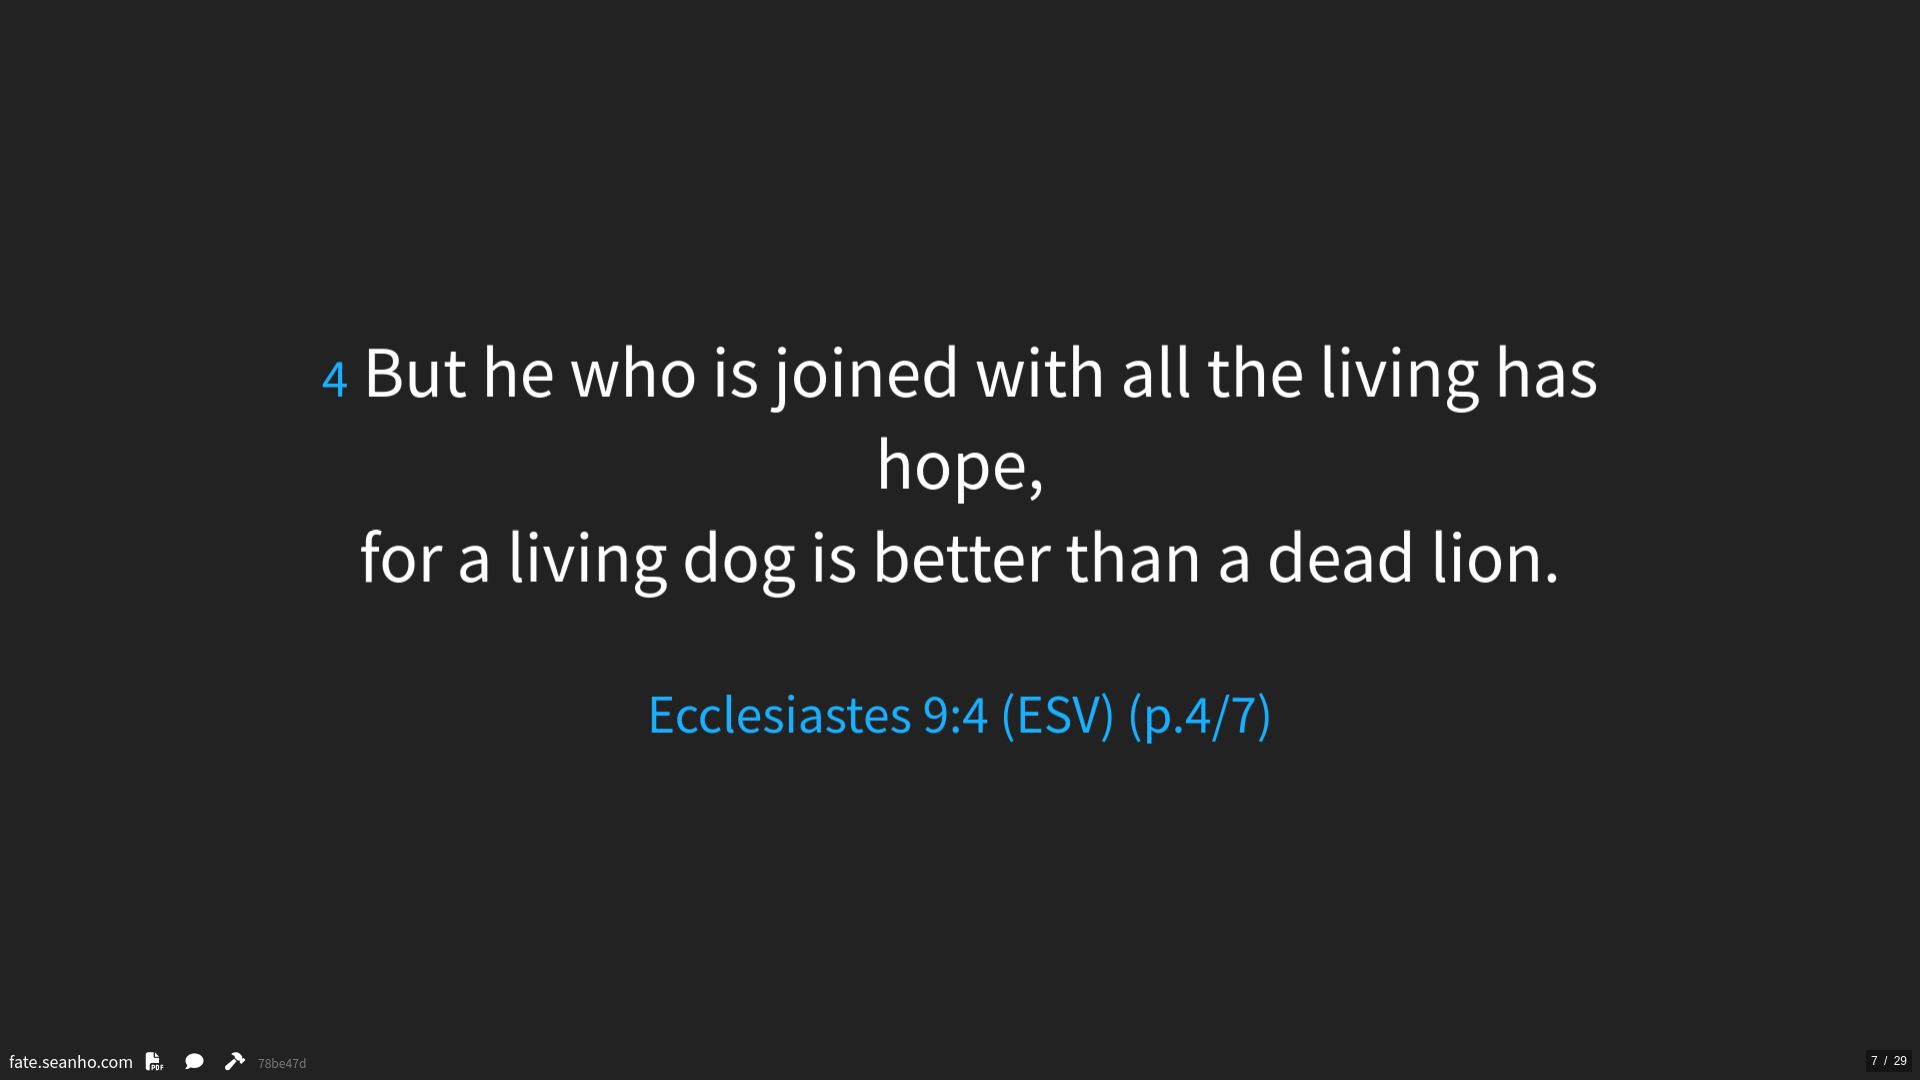 4 But he who is joined with all the living has
hope,
for a living dog is better than a dead lion.
Ecclesiastes 9:4 (ESV) (p.4/7)
fate.seanho.com PDF 78be47d
7 / 29